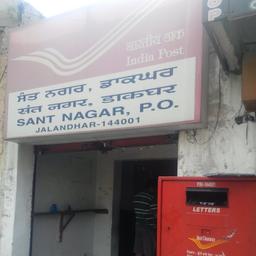 भारतीय डाक
India Post
ਸੰਤ ਨਗਰ, ਡਾਕਘਰ
संत नगर, डाकघर
SANT NAGAR, P.O.
JALANDHAR-144001
LETTERS